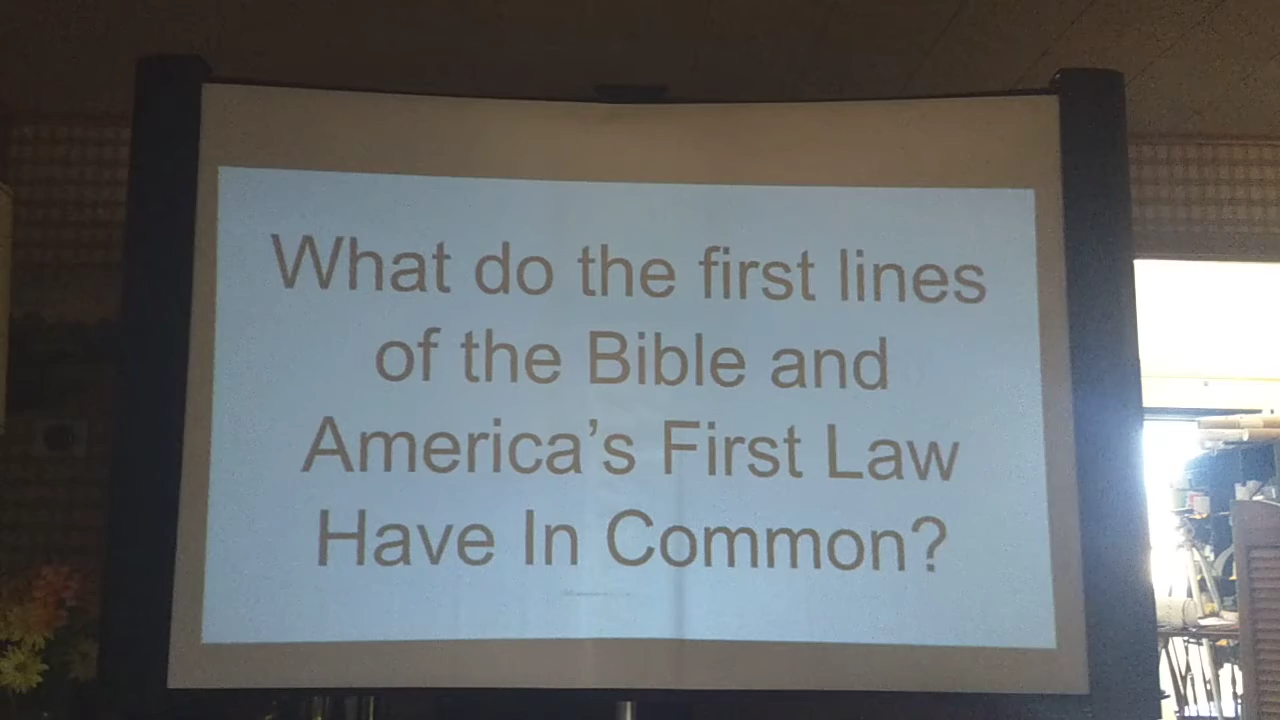 What do the first lines
of the Bible and
America's First Law
Have In Common?